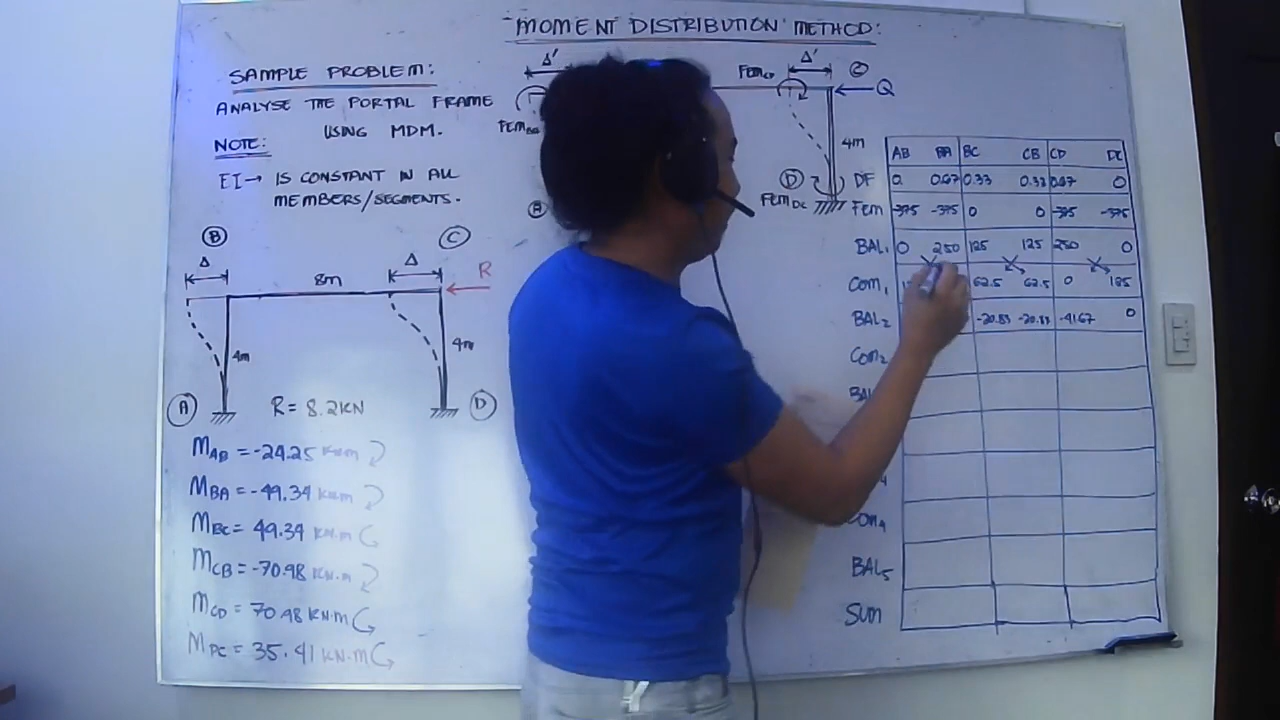 MOMENT DISTRIBUTION METHOD:
SAMPLE PROBLEM:
ANALYSE THE PORTAL FRAME
USING MDM.
NOTE:
EI → IS CONSTANT IN ALL
MEMBERS/SEGMENTS.
B
C
Δ
Δ
8m
R
4m
4m
A
R = 8.2KN
D
MAB = -24.25 KN·m
MBA = -49.34 KN·m
MBC = 49.34 KN·m
MCB = -70.98 KN·m
MCD = 70.98 KN·M
MDC = 35.41 KN·M
Δ'
FEMCD
Δ'
C
Q
4m
D
FEMDC
AB BA BC CB CD DC
DF 0. 0.67 0.33 0.33 0.67 0
Fem -375 -375 0 0 -375 -375
BAL1 0 250 125 125 250 0
COM1 62.5 62.5 0 125
BAL2 -20.83 -20.83 -41.67 0
COM2
BAL5
SUM